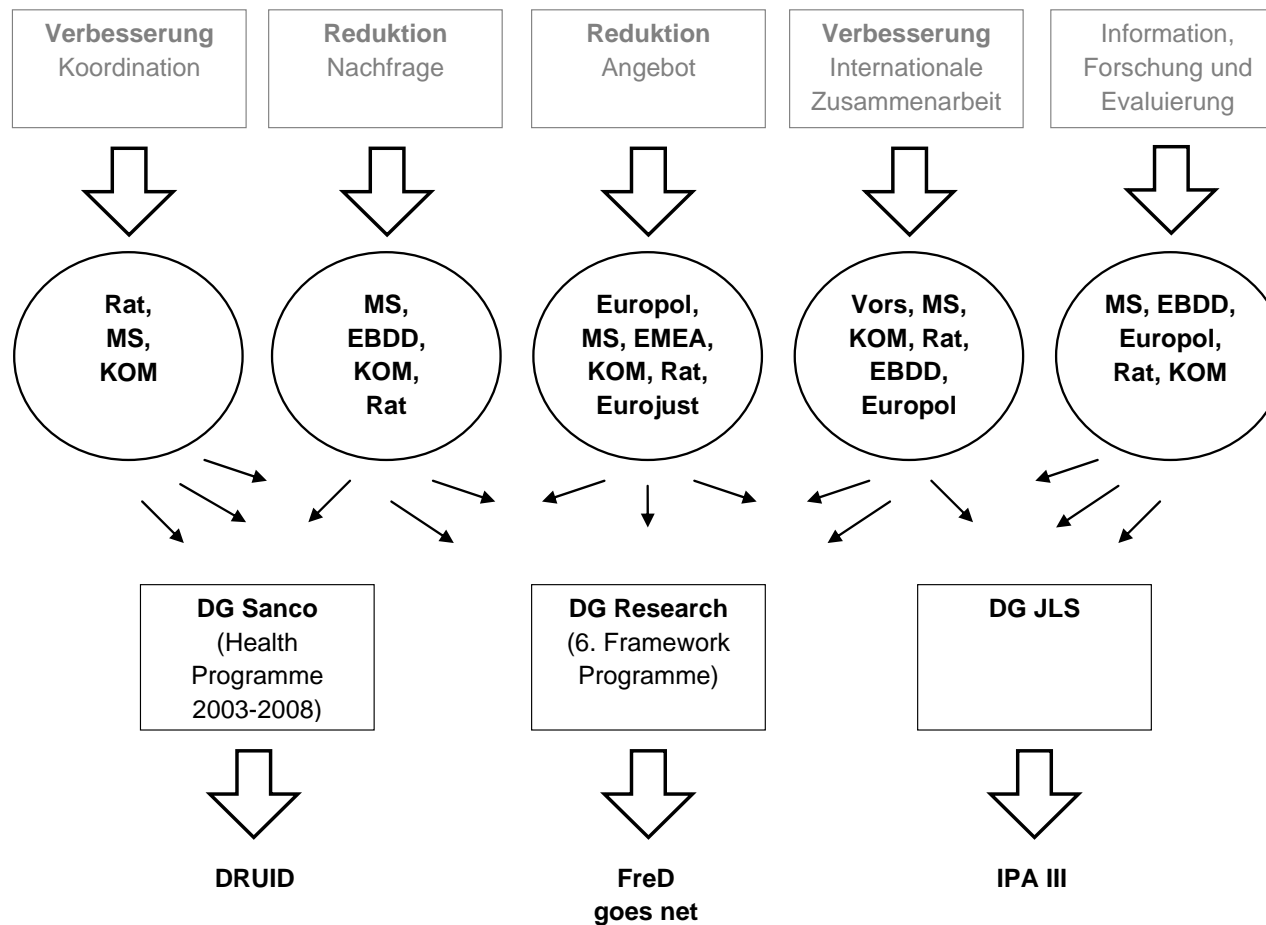 Verbesserung
Koordination
Reduktion
Nachfrage
Reduktion
Angebot
Verbesserung
Internationale
Zusammenarbeit
Information,
Forschung und
Evaluierung
Rat,
MS,
KOM
MS,
EBDD,
KOM,
Rat
Europol,
MS, EMEA,
KOM, Rat,
Eurojust
Vors, MS,
KOM, Rat,
EBDD,
Europol
MS, EBDD,
Europol,
Rat, KOM
DG Sanco
(Health
Programme
2003-2008)
DG Research
(6. Framework
Programme)
DG JLS
DRUID
FreD
goes net
IPA III